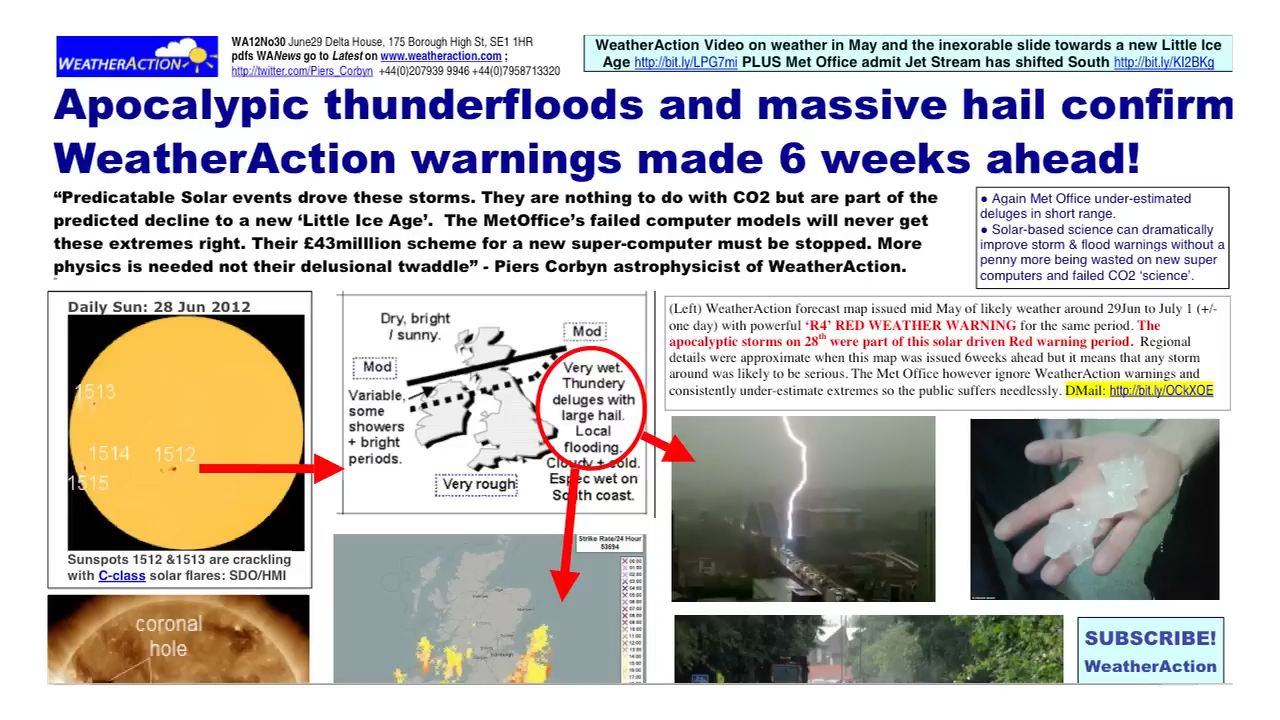 WEATHERACTION
WA12No30 June29 Delta House, 175 Borough High St, SE1 1HR
pdfs WANews go to Latest on www.weatheraction.com ;
http://twitter.com/Piers_Corbyn +44(0)207939 9946 +44(0)7958713320
WeatherAction Video on weather in May and the inexorable slide towards a new Little Ice
Age http://bit.ly/LPG7mi PLUS Met Office admit Jet Stream has shifted South http://bit.ly/KI2BKg
Apocalypic thunderfloods and massive hail confirm
WeatherAction warnings made 6 weeks ahead!
“Predicatable Solar events drove these storms. They are nothing to do with CO2 but are part of the
predicted decline to a new ‘Little Ice Age’. The MetOffice’s failed computer models will never get
these extremes right. Their £43milllion scheme for a new super-computer must be stopped. More
physics is needed not their delusional twaddle” - Piers Corbyn astrophysicist of WeatherAction.
● Again Met Office under-estimated
deluges in short range.
● Solar-based science can dramatically
improve storm & flood warnings without a
penny more being wasted on new super
computers and failed CO2 ‘science’.
Daily Sun: 28 Jun 2012
1513
1514 1512
1515
Sunspots 1512 &1513 are crackling
with C-class solar flares: SDO/HMI
coronal
hole
Dry, bright
/ sunny.
Mod
Mod
Variable,
some
showers
+ bright
periods.
Very wet.
Thundery
deluges with
large hail.
Local
flooding.
Cloudy + cold.
Espec wet on
South coast.
Very rough
(Left) WeatherAction forecast map issued mid May of likely weather around 29Jun to July 1 (+/-
one day) with powerful ‘R4’ RED WEATHER WARNING for the same period. The
apocalyptic storms on 28th were part of this solar driven Red warning period. Regional
details were approximate when this map was issued 6weeks ahead but it means that any storm
around was likely to be serious. The Met Office however ignore WeatherAction warnings and
consistently under-estimate extremes so the public suffers needlessly. DMail: http://bit.ly/OCkXOE
Strike Rate/24 Hour
53694
SUBSCRIBE!
WeatherAction